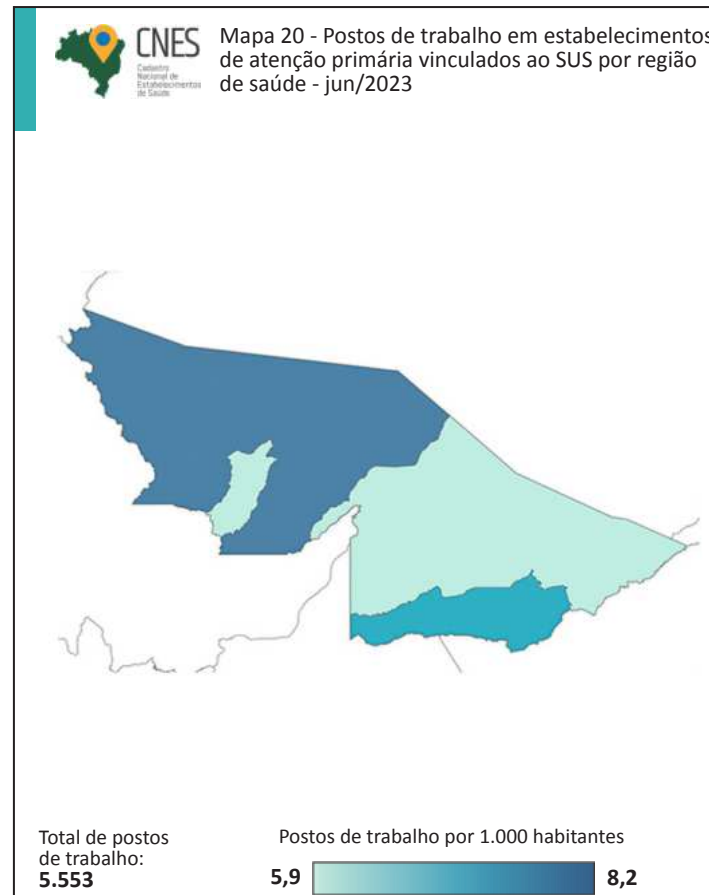 CNES
Cadastro
Nacional de
Estabelecimentos
de Saúde
Mapa 20 - Postos de trabalho em estabelecimentos
de atenção primária vinculados ao SUS por região
de saúde - jun/2023
Total de postos
de trabalho:
5.553
Postos de trabalho por 1.000 habitantes
5,9
8,2